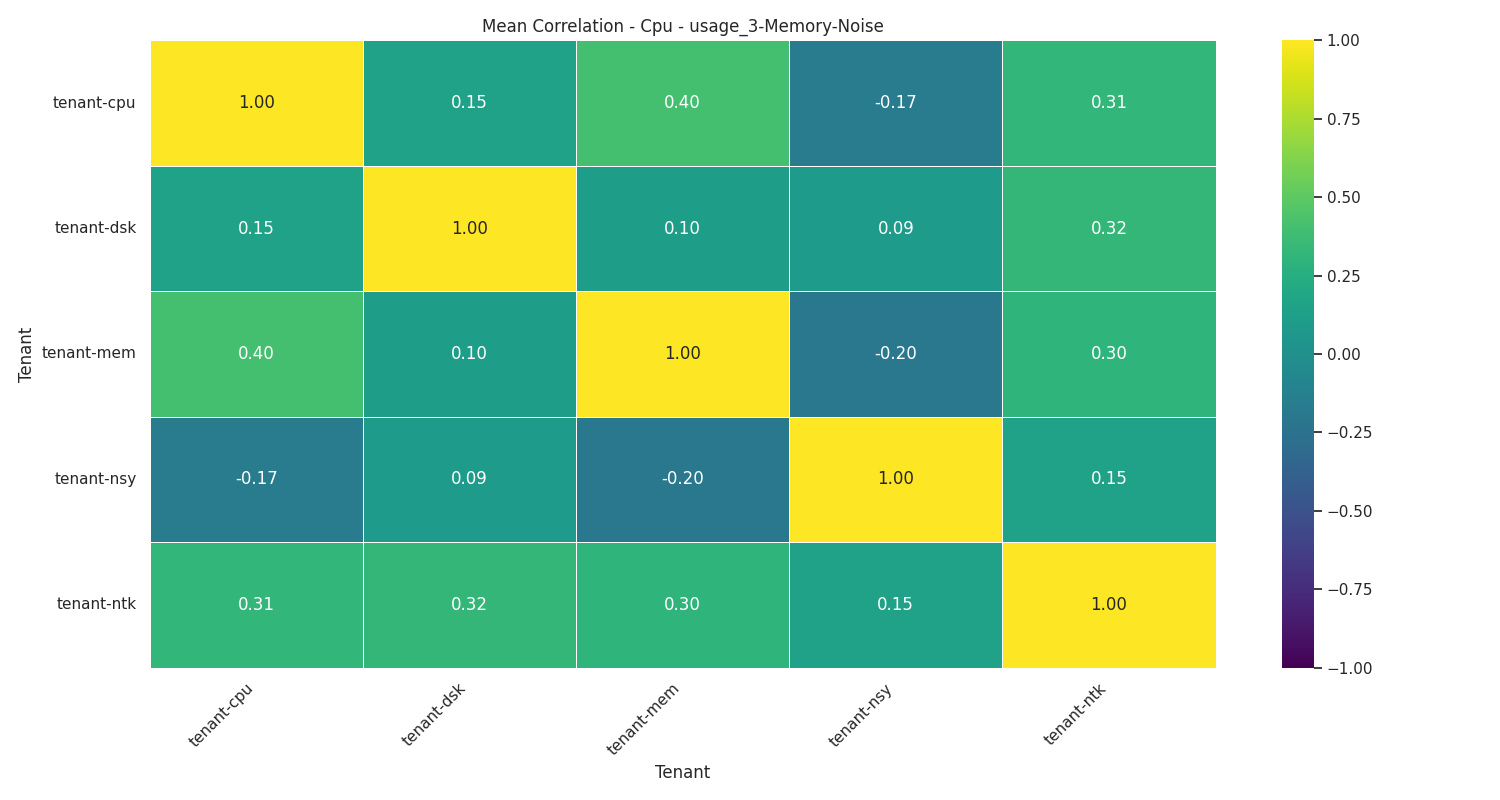 Mean Correlation - Cpu - usage_3-Memory-Noise
tenant-cpu 1.00 0.15 0.40 -0.17 0.31
tenant-dsk 0.15 1.00 0.10 0.09 0.32
tenant-mem 0.40 0.10 1.00 -0.20 0.30
tenant-nsy -0.17 0.09 -0.20 1.00 0.15
tenant-ntk 0.31 0.32 0.30 0.15 1.00
Tenant
tenant-cpu tenant-dsk tenant-mem tenant-nsy tenant-ntk
Tenant
1.00
0.75
0.50
0.25
0.00
−0.25
−0.50
−0.75
−1.00